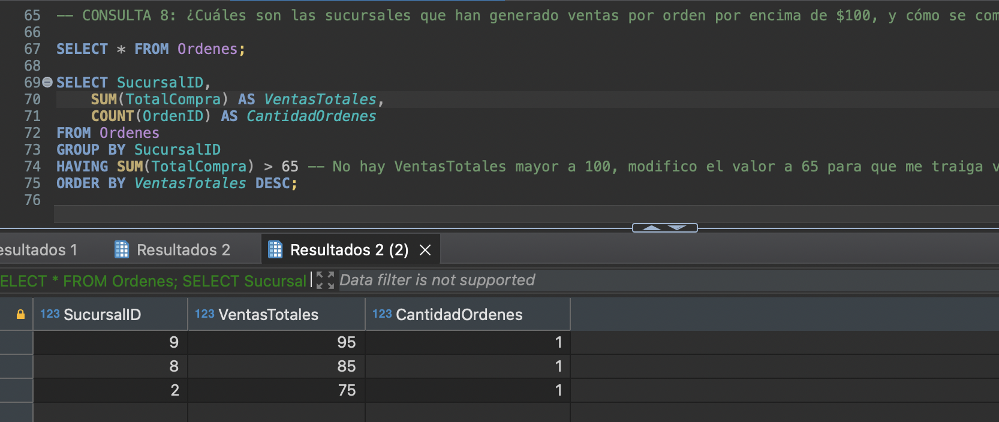 65 -- CONSULTA 8: ¿Cuáles son las sucursales que han generado ventas por orden por encima de $100, y cómo se com
66
67 SELECT * FROM Ordenes;
68
69 SELECT SucursalID,
70 SUM(TotalCompra) AS VentasTotales,
71 COUNT(OrdenID) AS CantidadOrdenes
72 FROM Ordenes
73 GROUP BY SucursalID
74 HAVING SUM(TotalCompra) > 65 -- No hay VentasTotales mayor a 100, modifico el valor a 65 para que me traiga v
75 ORDER BY VentasTotales DESC;
76
esultados 1 Resultados 2 Resultados 2 (2)
ELECT * FROM Ordenes; SELECT Sucursal Data filter is not supported
123 SucursalID 123 VentasTotales 123 CantidadOrdenes
9 95 1
8 85 1
2 75 1